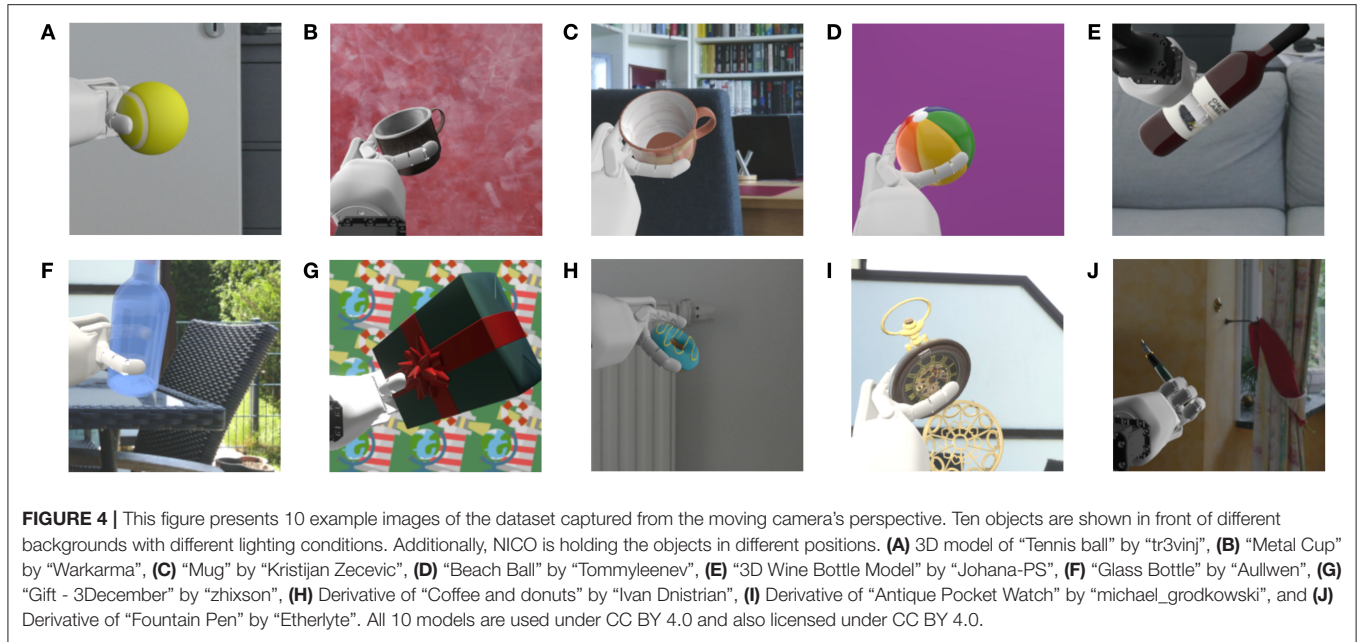 A
B
C
D
E
F
G
H
I
J
FIGURE 4 | This figure presents 10 example images of the dataset captured from the moving camera's perspective. Ten objects are shown in front of different
backgrounds with different lighting conditions. Additionally, NICO is holding the objects in different positions. (A) 3D model of “Tennis ball” by “tr3vinj”, (B) “Metal Cup”
by “Warkarma”, (C) “Mug” by “Kristijan Zecevic”, (D) “Beach Ball” by “Tommyleenev”, (E) “3D Wine Bottle Model” by “Johana-PS”, (F) “Glass Bottle” by “Aullwen”, (G)
“Gift - 3December” by “zhixson”, (H) Derivative of “Coffee and donuts” by “Ivan Dnistrian”, (I) Derivative of “Antique Pocket Watch” by “michael_grodkowski”, and (J)
Derivative of “Fountain Pen” by “Etherlyte”. All 10 models are used under CC BY 4.0 and also licensed under CC BY 4.0.